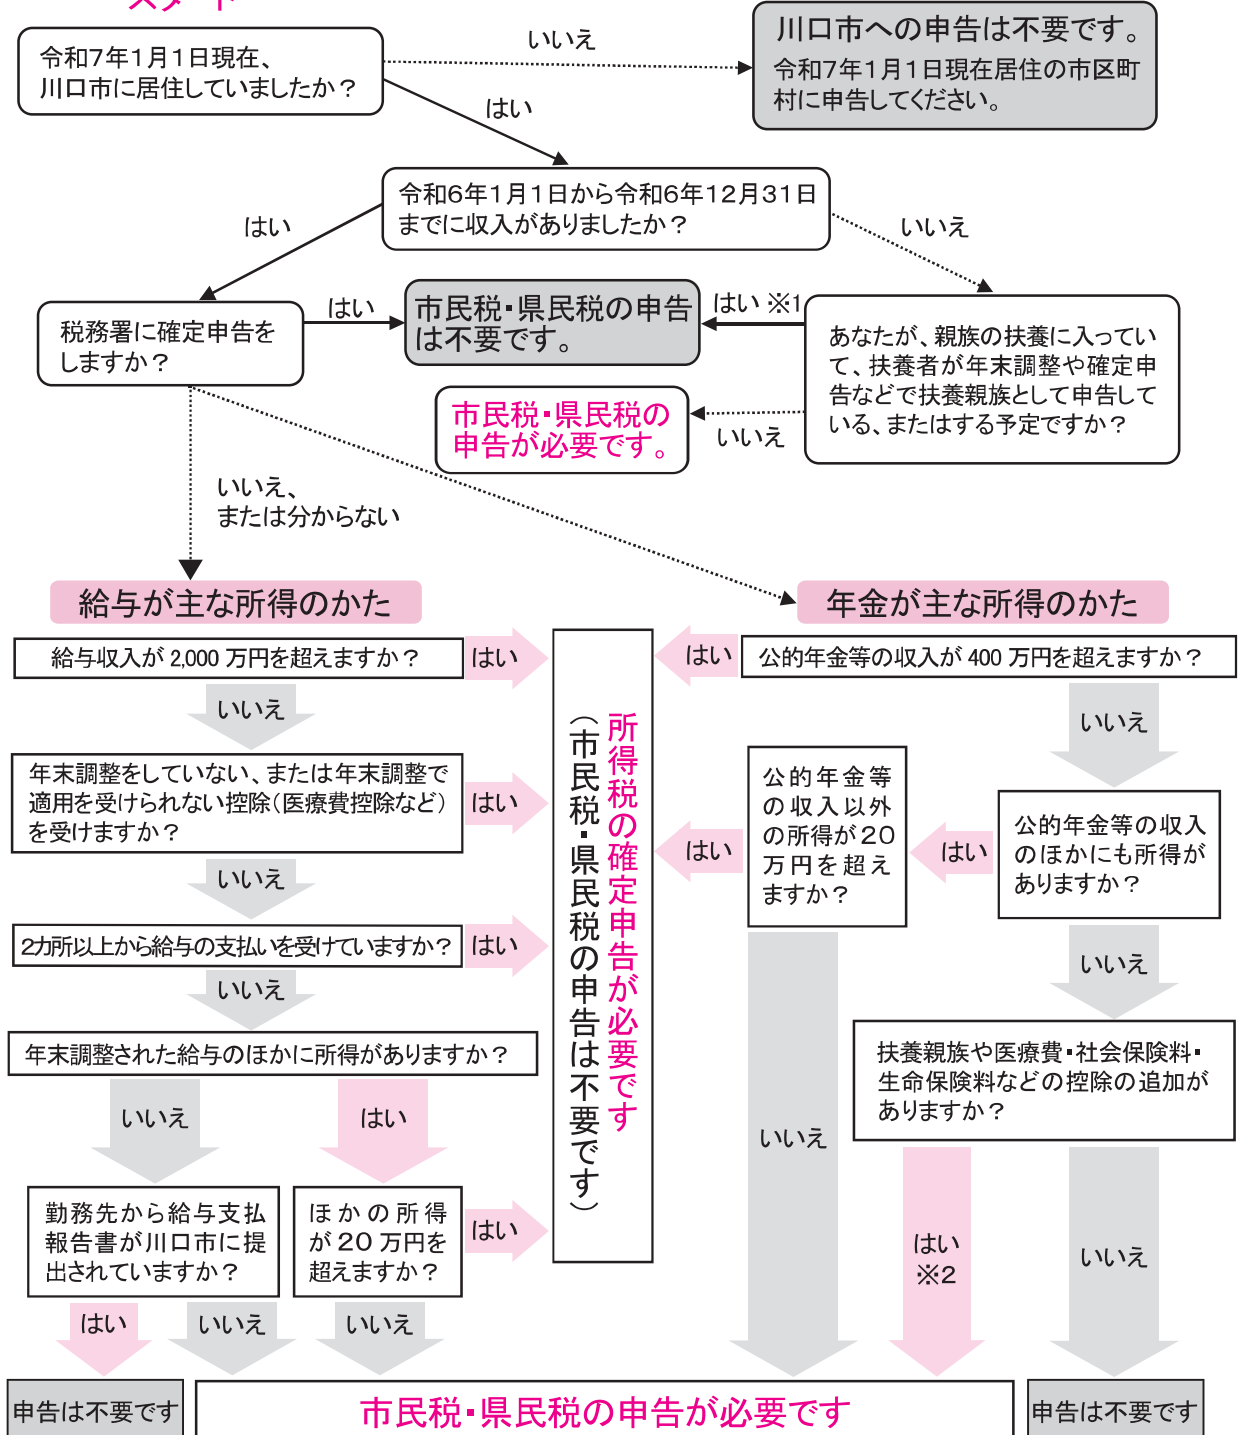 スタート
令和7年1月1日現在、
川口市に居住していましたか？
いいえ
川口市への申告は不要です。
令和7年1月1日現在居住の市区町
村に申告してください。
はい
令和6年1月1日から令和6年12月31日
までに収入がありましたか？
はい
いいえ
税務署に確定申告を
しますか？
はい
市民税・県民税の申告
は不要です。
はい ※1
あなたが、親族の扶養に入ってい
て、扶養者が年末調整や確定申
告などで扶養親族として申告して
いる、またはする予定ですか？
いいえ
市民税・県民税の
申告が必要です。
いいえ、
または分からない
給与が主な所得のかた
年金が主な所得のかた
給与収入が 2,000 万円を超えますか？
はい
いいえ
年末調整をしていない、または年末調整で
適用を受けられない控除（医療費控除など）
を受けますか？
はい
いいえ
2カ所以上から給与の支払いを受けていますか？
はい
いいえ
年末調整された給与のほかに所得がありますか？
いいえ
はい
勤務先から給与支払
報告書が川口市に提
出されていますか？
ほかの所得
が20万円を
超えますか？
はい
はい
いいえ
いいえ
所得税の確定申告が必要です
（市民税・県民税の申告は不要です）
はい
公的年金等の収入が 400 万円を超えますか？
いいえ
公的年金等の収入
のほかにも所得が
ありますか？
はい
公的年金等
の収入以外
の所得が20
万円を超え
ますか？
はい
いいえ
いいえ
扶養親族や医療費・社会保険料・
生命保険料などの控除の追加が
ありますか？
はい
※2
いいえ
申告は不要です
市民税・県民税の申告が必要です
申告は不要です